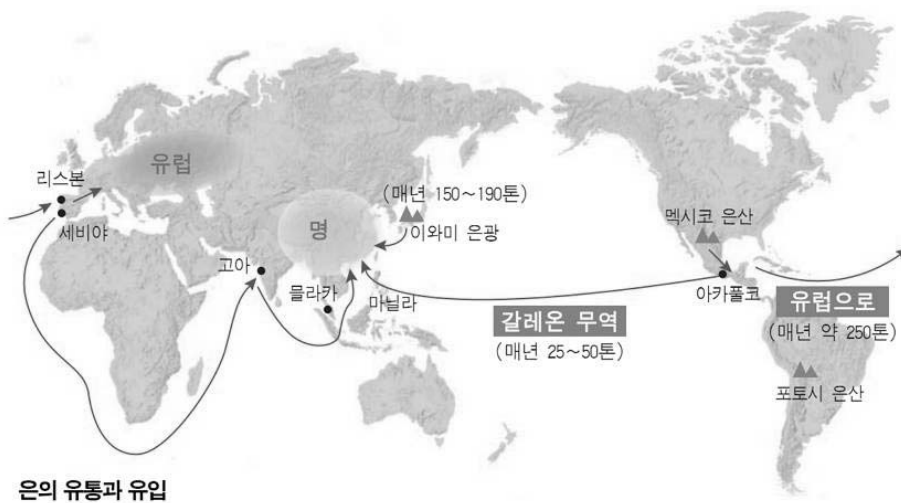 유럽
리스본
세비야
(매년 150~190톤)
명
이와미 은광
고아
믈라카
마닐라
갈레온 무역
(매년 25~50톤)
멕시코 은산
아카풀코
유럽으로
(매년 약 250톤)
포토시 은산
은의 유통과 유입